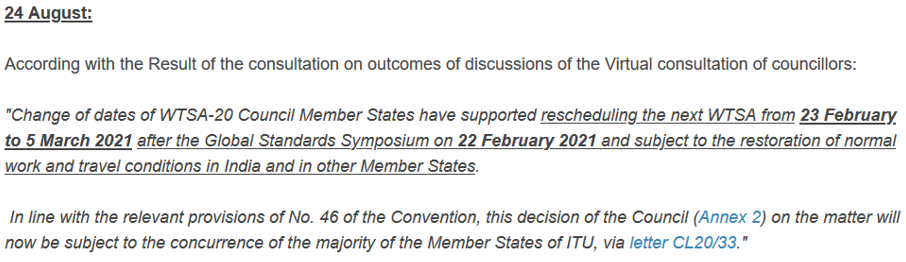 24 August:
According with the Result of the consultation on outcomes of discussions of the Virtual consultation of councillors:
"Change of dates of WTSA-20 Council Member States have supported rescheduling the next WTSA from 23 February
to 5 March 2021 after the Global Standards Symposium on 22 February 2021 and subject to the restoration of normal
work and travel conditions in India and in other Member States.
In line with the relevant provisions of No. 46 of the Convention, this decision of the Council (Annex 2) on the matter will
now be subject to the concurrence of the majority of the Member States of ITU, via letter CL20/33."